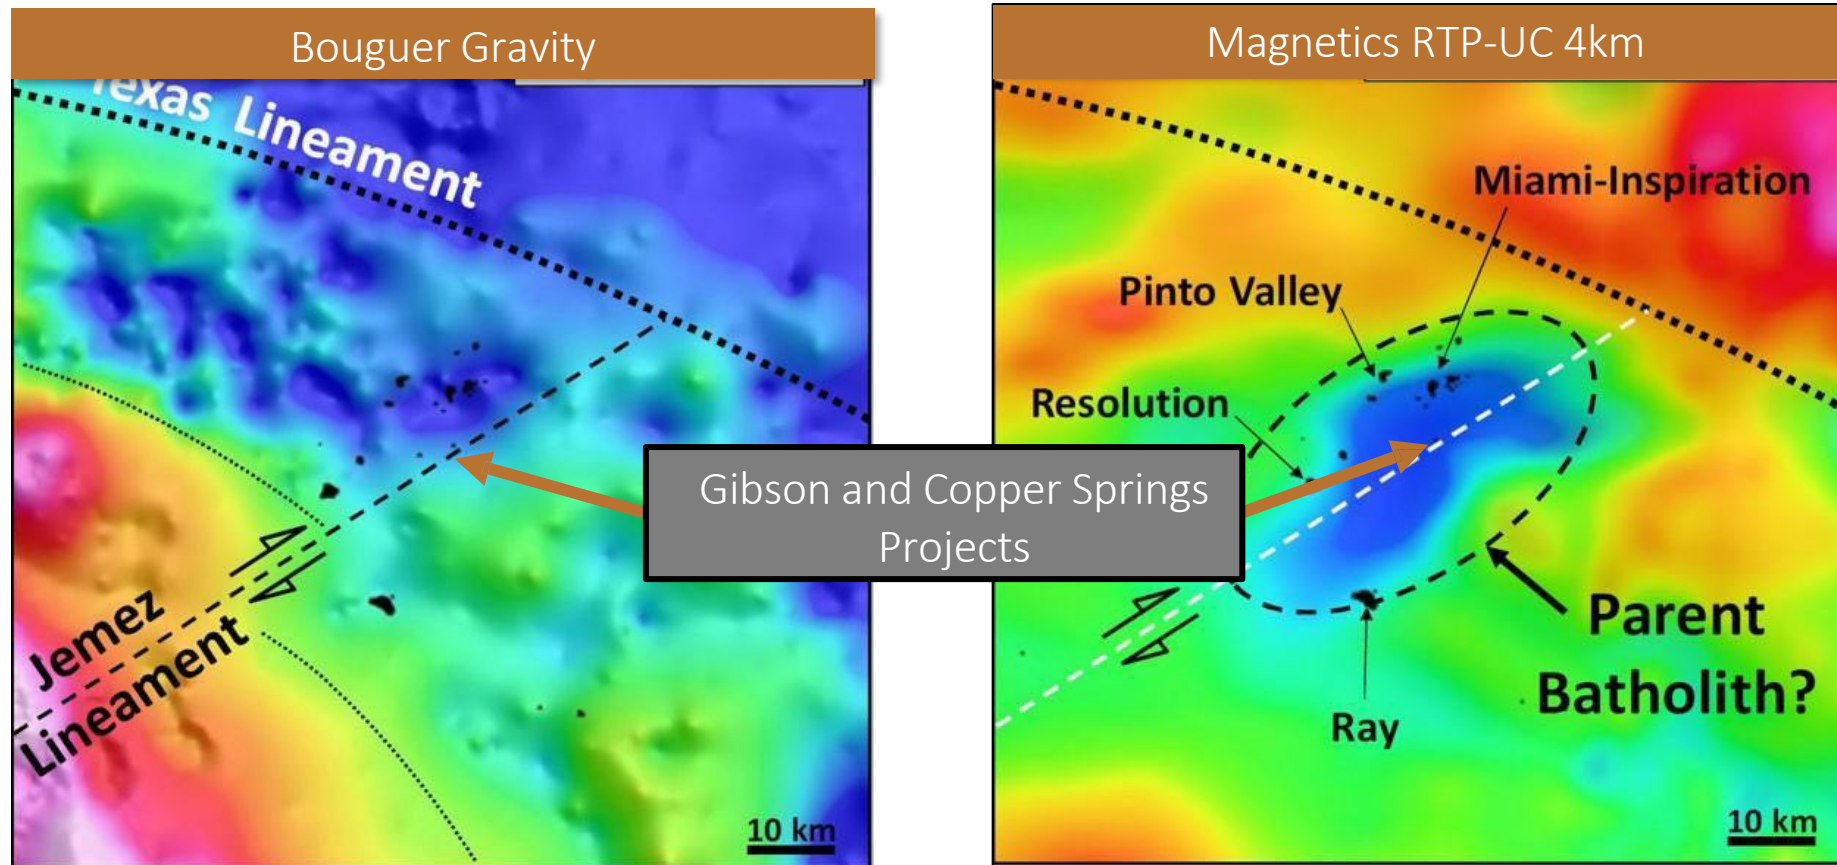 Bouguer Gravity
Texas Lineament
Jemez
Lineament
10 km
Magnetics RTP-UC 4km
Miami-Inspiration
Pinto Valley
Resolution
Gibson and Copper Springs
Projects
Parent
Batholith?
Ray
10 km